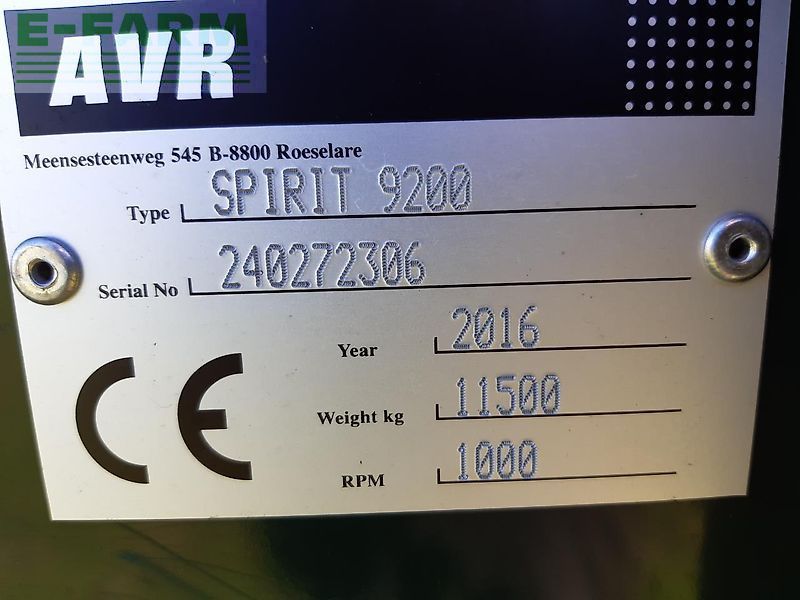 E-FARM
AVR
Meensesteenweg 545 B-8800 Roeselare
Type SPIRIT 9200
Serial No 240272306
Year 2016
Weight kg 11500
RPM 1000
CE